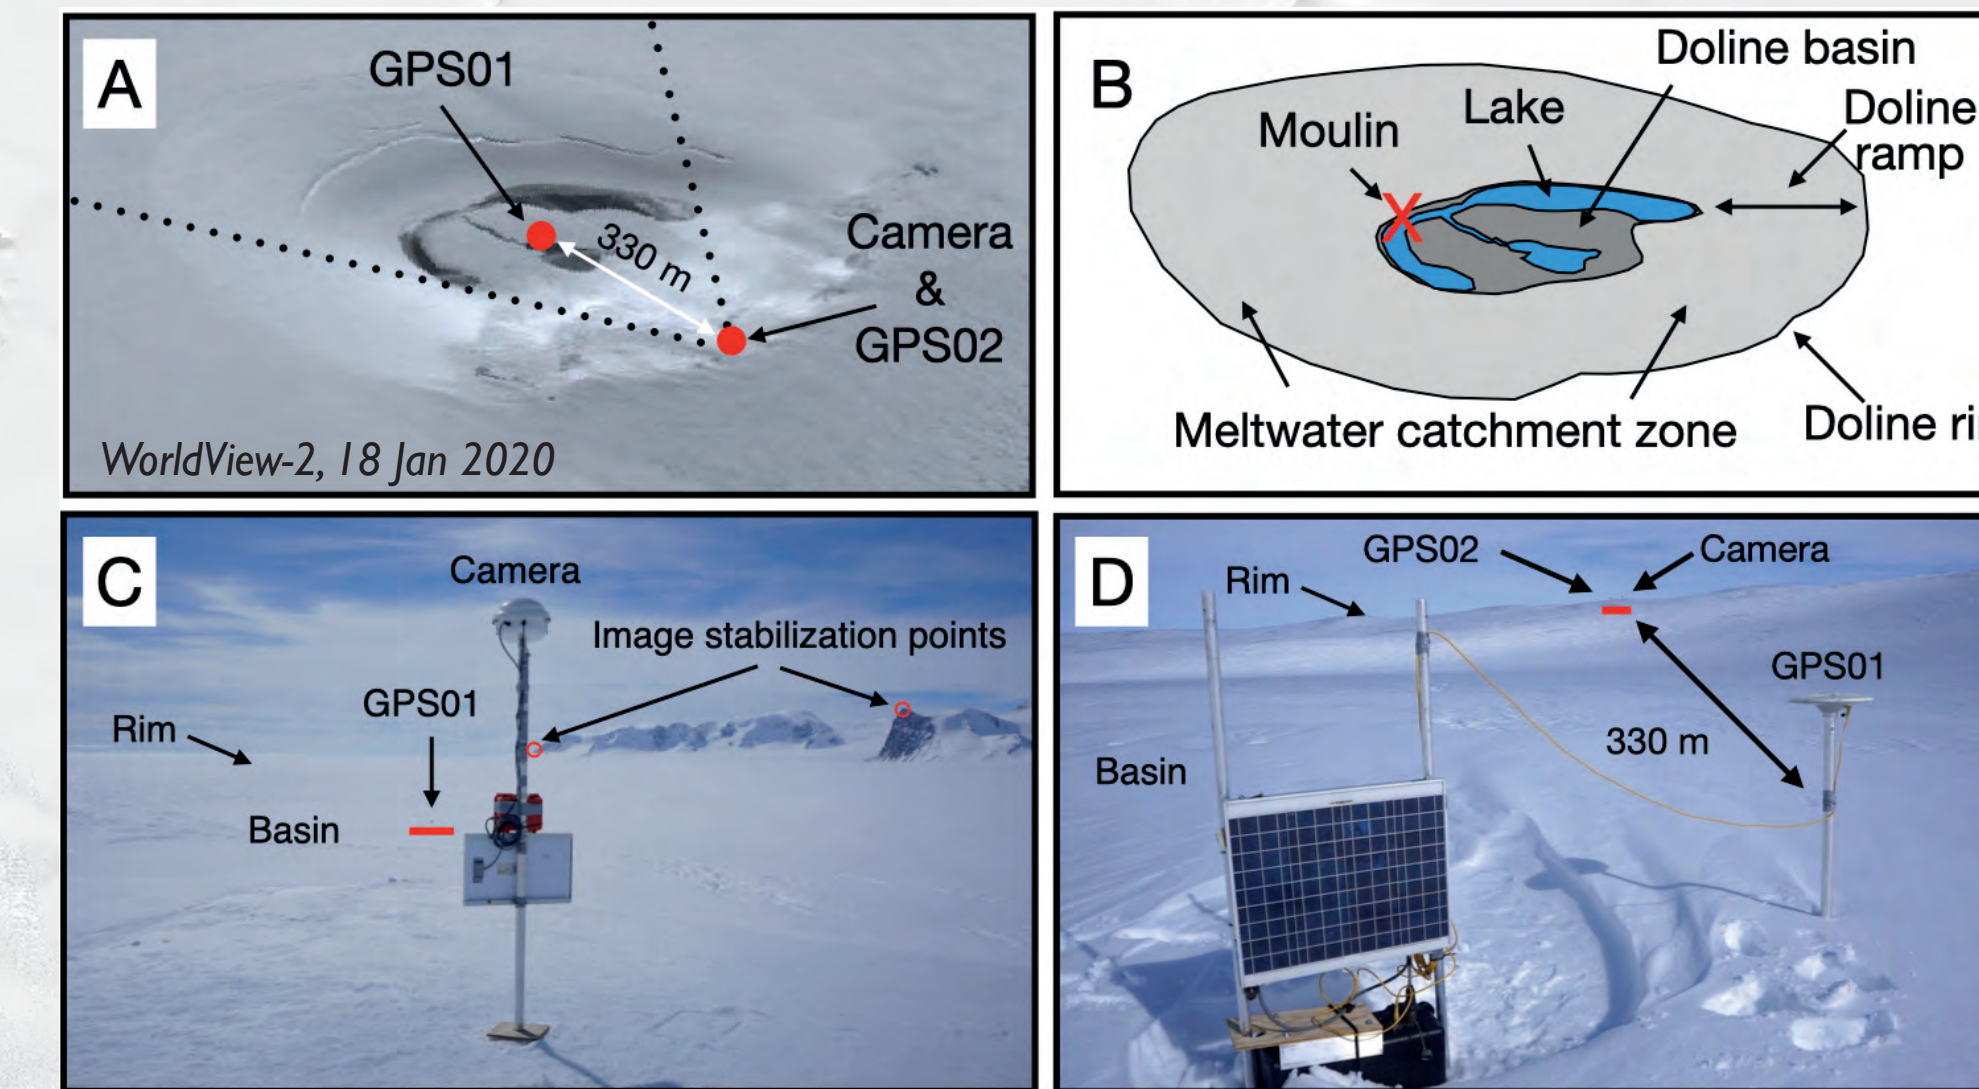 A
GPS01
330 m
Camera
&
GPS02
WorldView-2, 18 Jan 2020
B
Doline basin
Lake
Doline
ramp
Moulin
X
Meltwater catchment zone
Doline
C
Camera
Image stabilization points
GPS01
Rim
Basin
D
GPS02
Camera
Rim
GPS01
330 m
Basin